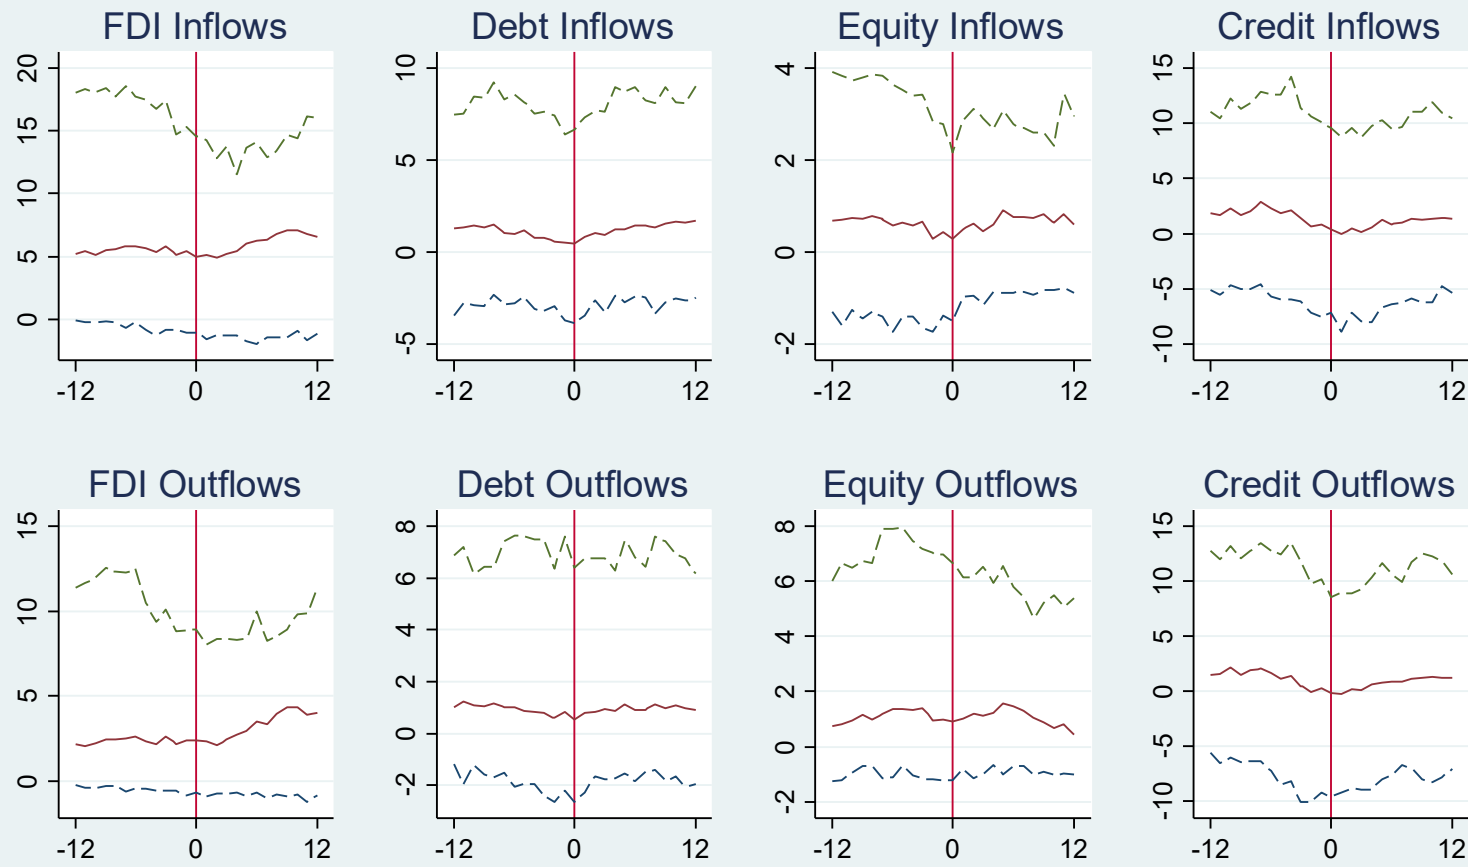 FDI Inflows Debt Inflows Equity Inflows Credit Inflows
20 15 10 5 0 10 5 0 -5 4 2 0 -2 15 10 5 0 -5 -10
-12 0 12 -12 0 12 -12 0 12 -12 0 12
FDI Outflows Debt Outflows Equity Outflows Credit Outflows
15 10 5 0 8 6 4 2 0 -2 8 6 4 2 0 -2 15 10 5 0 -5 -10
-12 0 12 -12 0 12 -12 0 12 -12 0 12